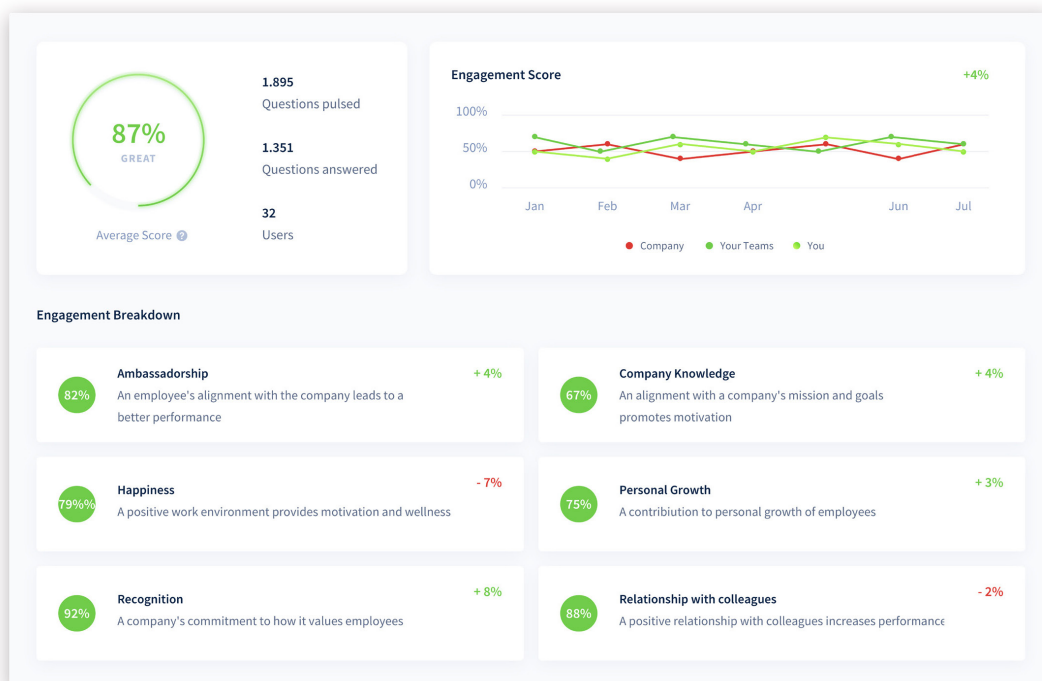 87%
GREAT
Average Score ?
1.895
Questions pulsed
1.351
Questions answered
32
Users
Engagement Score
+4%
100%
50%
0%
Jan Feb Mar Apr Jun Jul
Company Your Teams You
Engagement Breakdown
82%
Ambassadorship
+ 4%
An employee's alignment with the company leads to a
better performance
67%
Company Knowledge
+ 4%
An alignment with a company's mission and goals
promotes motivation
79%%
Happiness
- 7%
A positive work environment provides motivation and wellness
75%
Personal Growth
+ 3%
A contribiution to personal growth of employees
92%
Recognition
+ 8%
A company's commitment to how it values employees
88%
Relationship with colleagues
- 2%
A positive relationship with colleagues increases performance